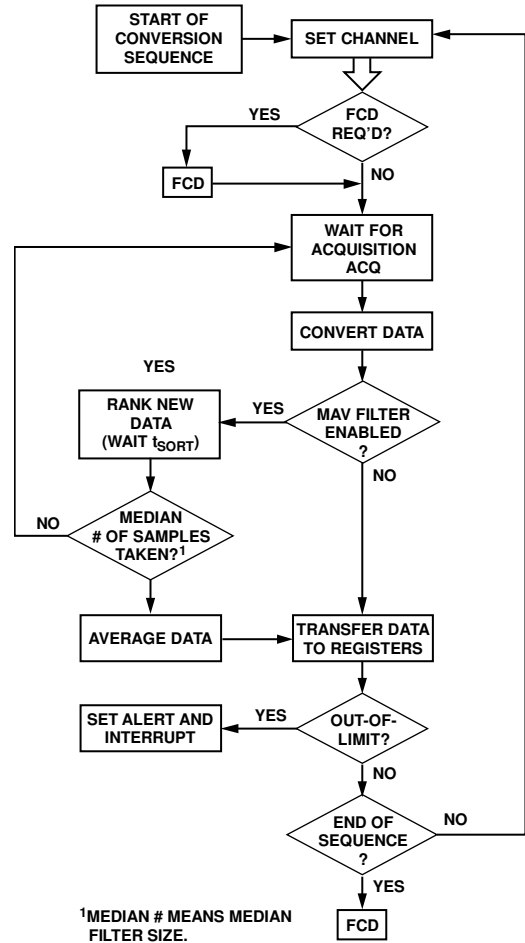 START OF
CONVERSION
SEQUENCE
SET CHANNEL
YES
FCD
REQ'D?
FCD
NO
WAIT FOR
ACQUISITION
ACQ
CONVERT DATA
YES
RANK NEW
DATA
(WAIT tSORT)
YES
MAV FILTER
ENABLED
?
NO
NO
MEDIAN
# OF SAMPLES
TAKEN?1
AVERAGE DATA
TRANSFER DATA
TO REGISTERS
SET ALERT AND
INTERRUPT
YES
OUT-OF-
LIMIT?
NO
END OF
SEQUENCE
?
NO
YES
FCD
1MEDIAN # MEANS MEDIAN
FILTER SIZE.